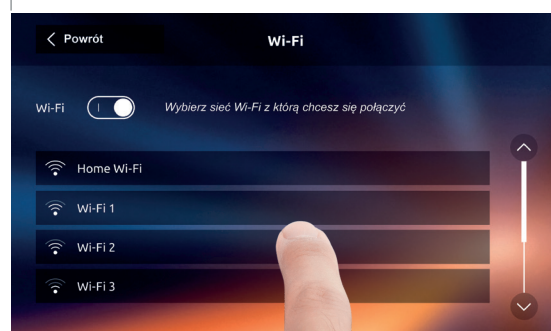 Powrót
Wi-Fi
Wi-Fi
Wybierz sieć Wi-Fi z którą chcesz się połączyć
Home Wi-Fi
Wi-Fi 1
Wi-Fi 2
Wi-Fi 3